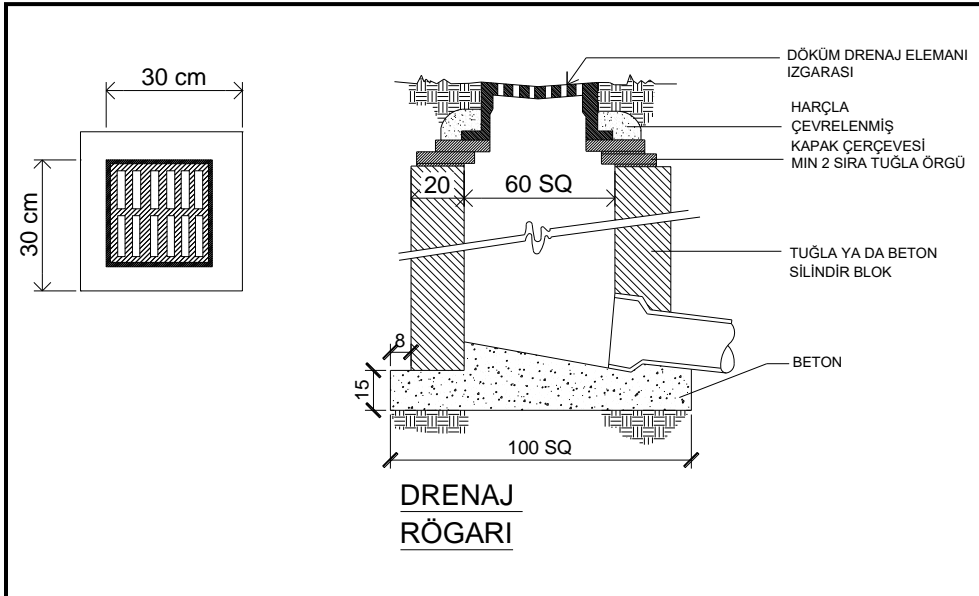 30 cm
30 cm
DÖKÜM DRENAJ ELEMANI
IZGARASI
HARÇLA
ÇEVRELENMİŞ
KAPAK ÇERÇEVESİ
MIN 2 SIRA TUĞLA ÖRGÜ
20
60 SQ
TUĞLA YA DA BETON
SİLİNDİR BLOK
8
15
BETON
100 SQ
DRENAJ
RÖGARI